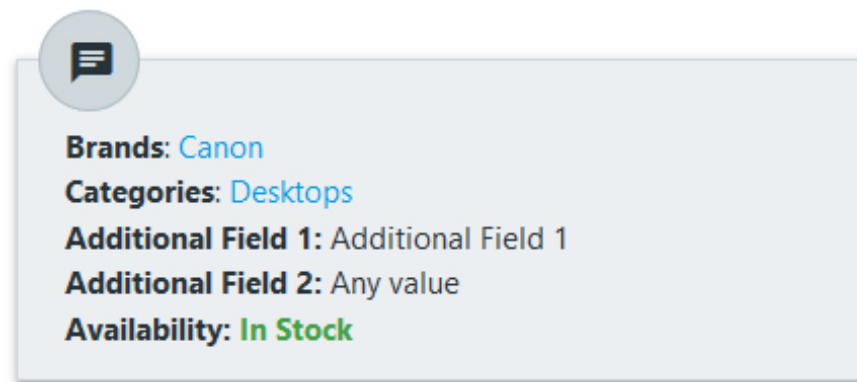 Brands: Canon
Categories: Desktops
Additional Field 1: Additional Field 1
Additional Field 2: Any value
Availability: In Stock